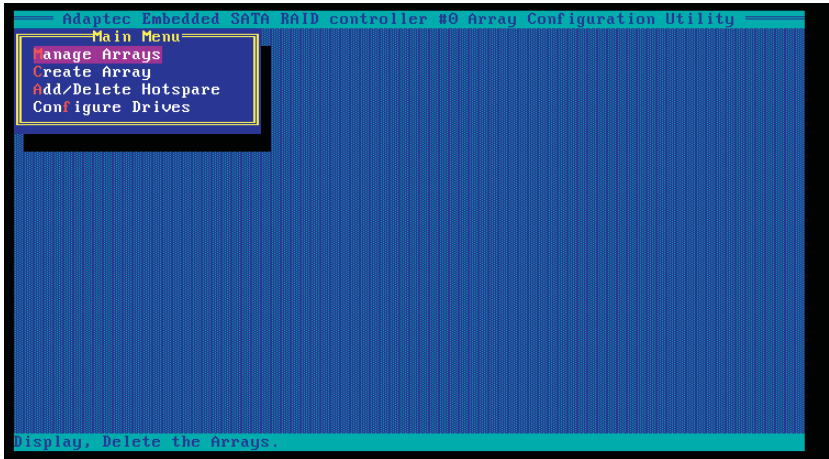 Adaptec Embedded SATA RAID controller #0 Array Configuration Utility
Main Menu
Manage Arrays
Create Array
Add/Delete Hotspare
Configure Drives
Display, Delete the Arrays.